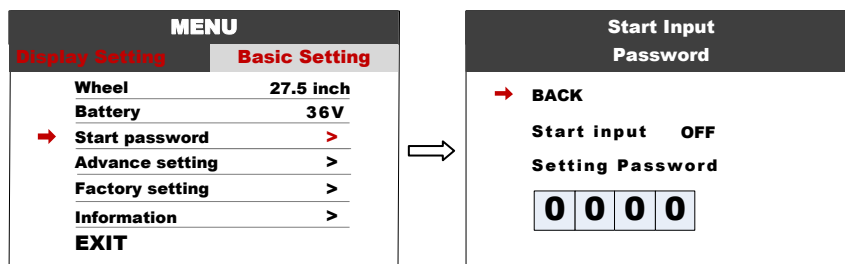 MENU
Display Setting Basic Setting
Wheel 27.5 inch
Battery 36V
Start password >
Advance setting >
Factory setting >
Information >
EXIT
Start Input
Password
BACK
Start input OFF
Setting Password
0 0 0 0